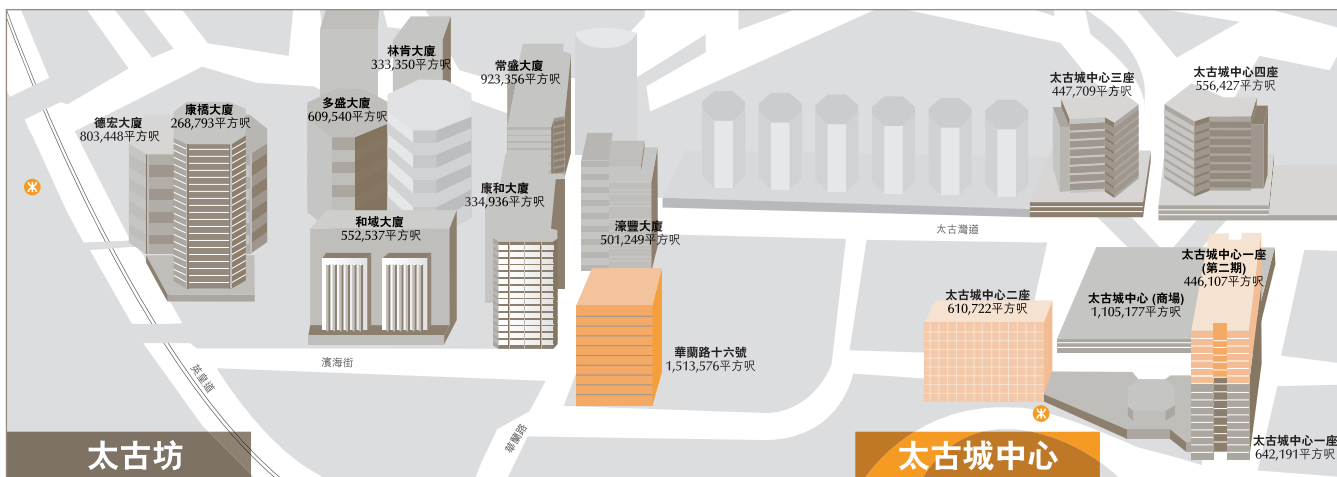 林肯大廈
333,350平方呎
常盛大廈
923,356平方呎
太古城中心三座
447,709平方呎
太古城中心四座
556,427平方呎
德宏大廈
803,448平方呎
康橋大廈
268,793平方呎
多盛大廈
609,540平方呎
康和大廈
334,936平方呎
和域大廈
552,537平方呎
濠豐大廈
501,249平方呎
太古灣道
太古城中心一座
(第二期)
446,107平方呎
太古城中心二座
610,722平方呎
太古城中心 (商場)
1,105,177平方呎
華蘭路十六號
1,513,576平方呎
濱海街
英皇道
華蘭路
太古城中心一座
642,191平方呎
太古坊
太古城中心